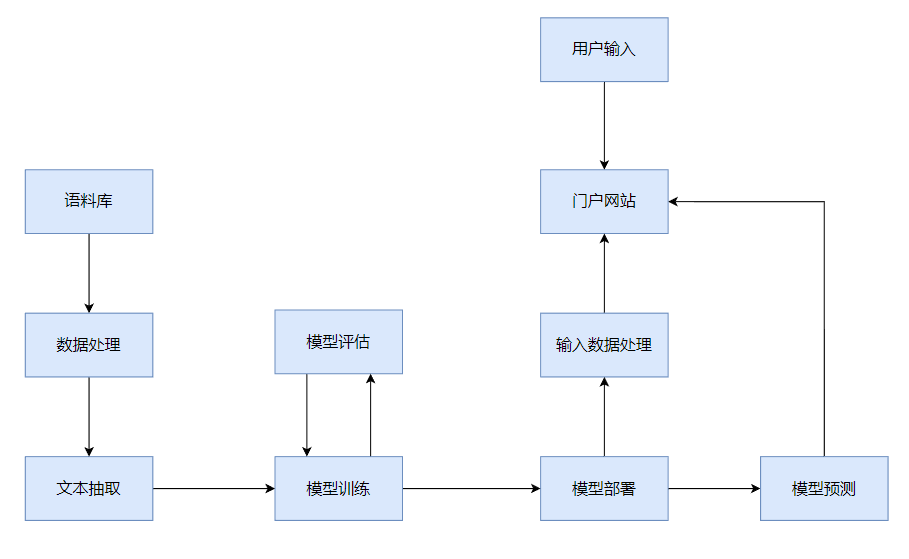 用户输入
语料库
门户网站
数据处理
模型评估
输入数据处理
文本抽取
模型训练
模型部署
模型预测